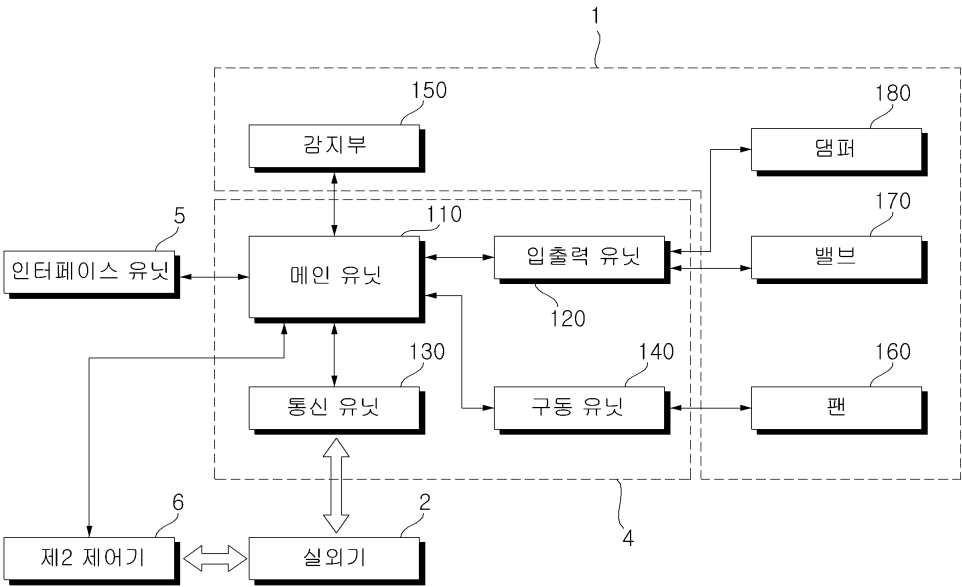 1
150
감지부
180
댐퍼
110
메인 유닛
입출력 유닛
120
170
밸브
5
인터페이스 유닛
130
통신 유닛
140
구동 유닛
160
팬
6
제2 제어기
2
실외기
4